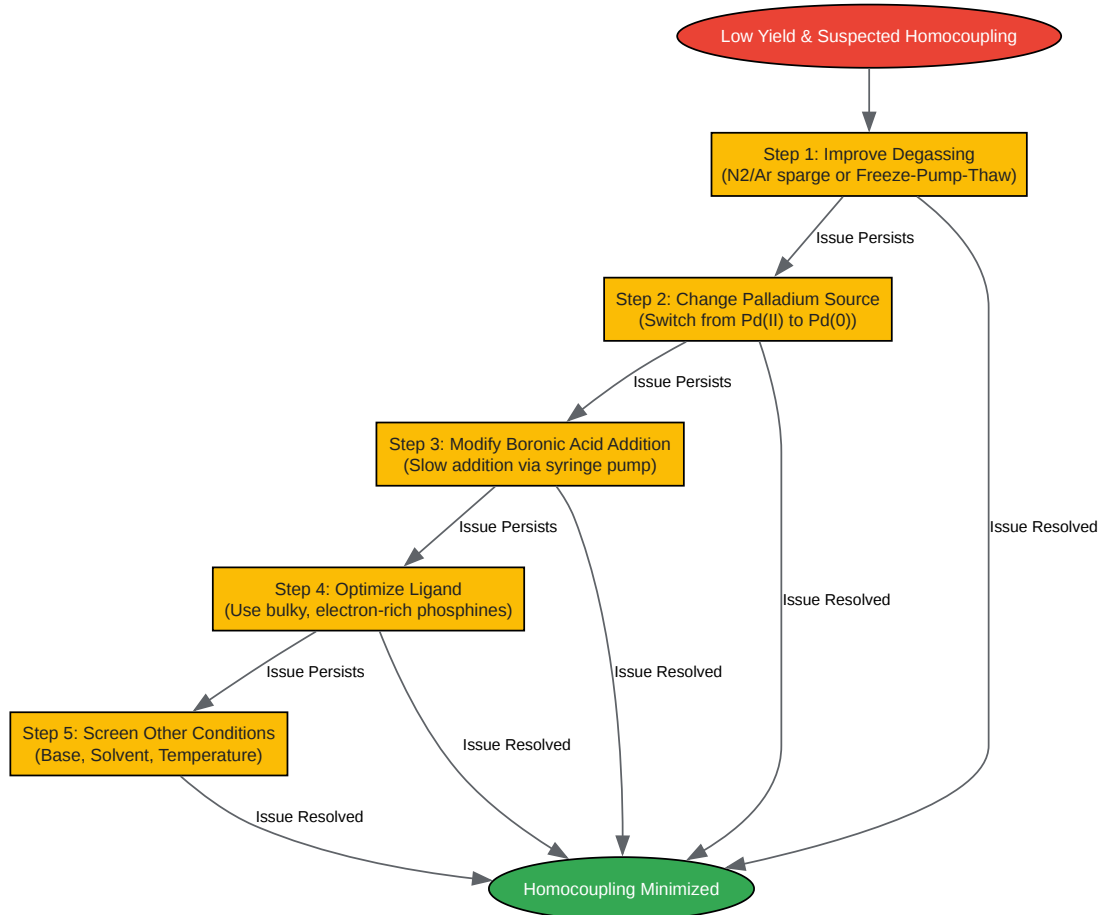 Low Yield & Suspected Homocoupling
Step 1: Improve Degassing
(N2/Ar sparge or Freeze-Pump-Thaw)
Issue Persists
Step 2: Change Palladium Source
(Switch from Pd(II) to Pd(0))
Issue Persists
Step 3: Modify Boronic Acid Addition
(Slow addition via syringe pump)
Issue Persists
Issue Resolved
Step 4: Optimize Ligand
(Use bulky, electron-rich phosphines)
Issue Resolved
Issue Persists
Issue Resolved
Step 5: Screen Other Conditions
(Base, Solvent, Temperature)
Issue Resolved
Issue Resolved
Homocoupling Minimized